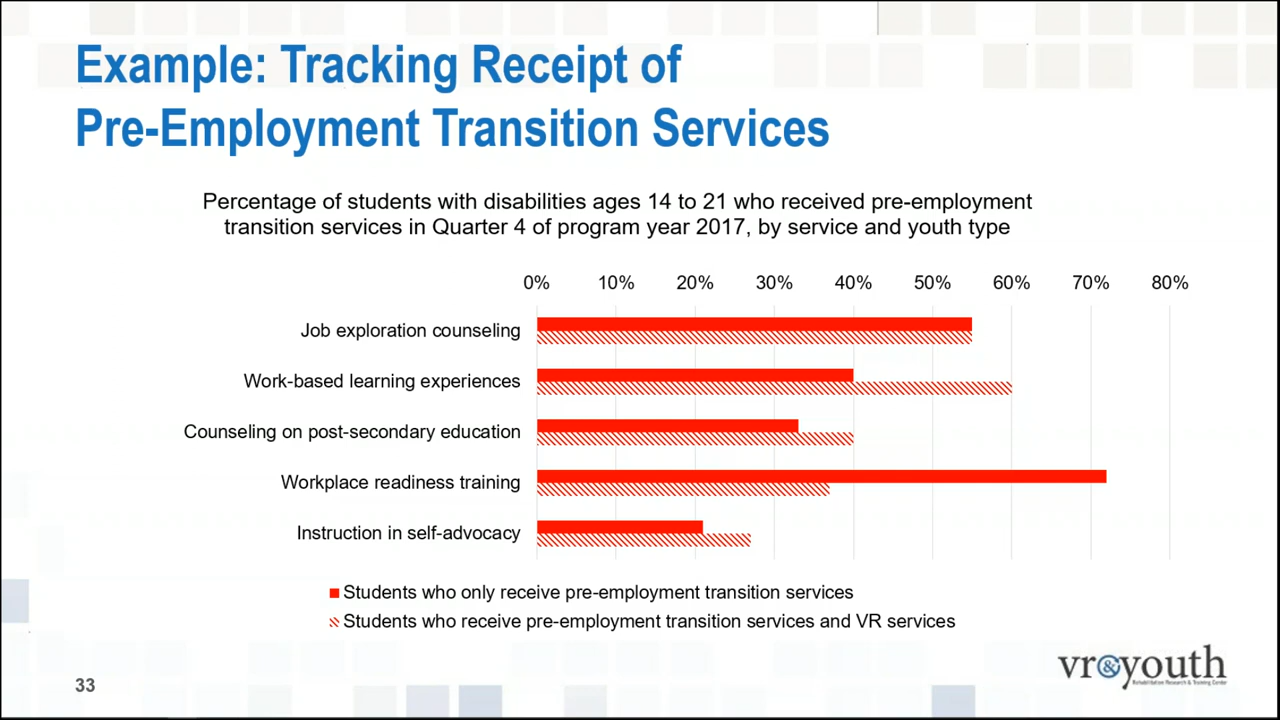 Example: Tracking Receipt of
Pre-Employment Transition Services
Percentage of students with disabilities ages 14 to 21 who received pre-employment
transition services in Quarter 4 of program year 2017, by service and youth type
0% 10% 20% 30% 40% 50% 60% 70% 80%
Job exploration counseling
Work-based learning experiences
Counseling on post-secondary education
Workplace readiness training
Instruction in self-advocacy
Students who only receive pre-employment transition services
Students who receive pre-employment transition services and VR services
vr&youth
Rehabilitation Research & Training Center
33